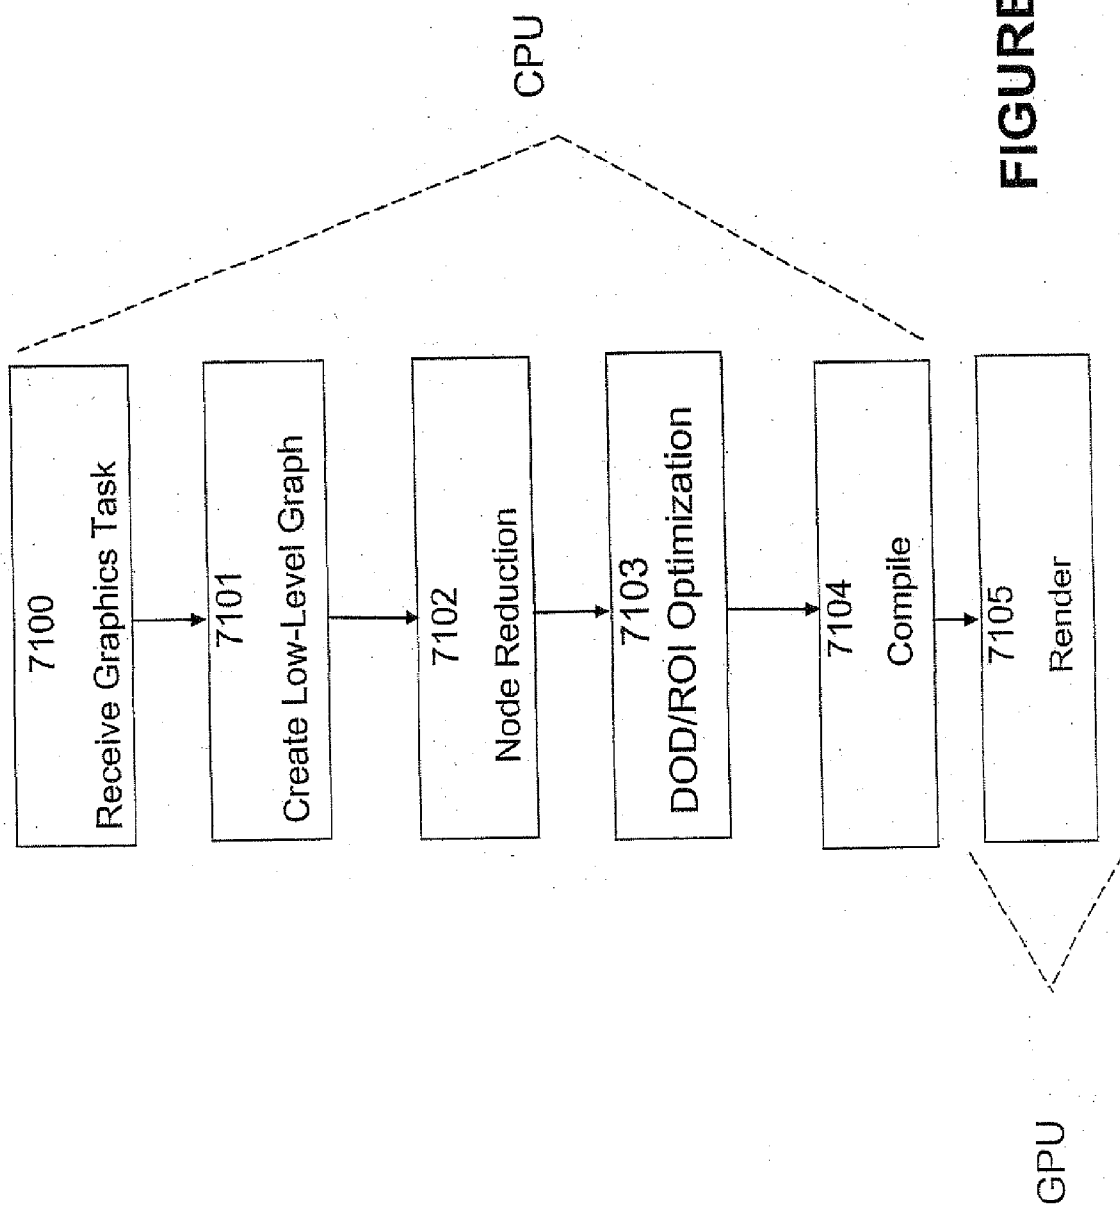 7100
Receive Graphics Task
7101
Create Low-Level Graph
7102
Node Reduction
7103
DOD/ROI Optimization
7104
Compile
7105
Render
CPU
GPU
FIGURE